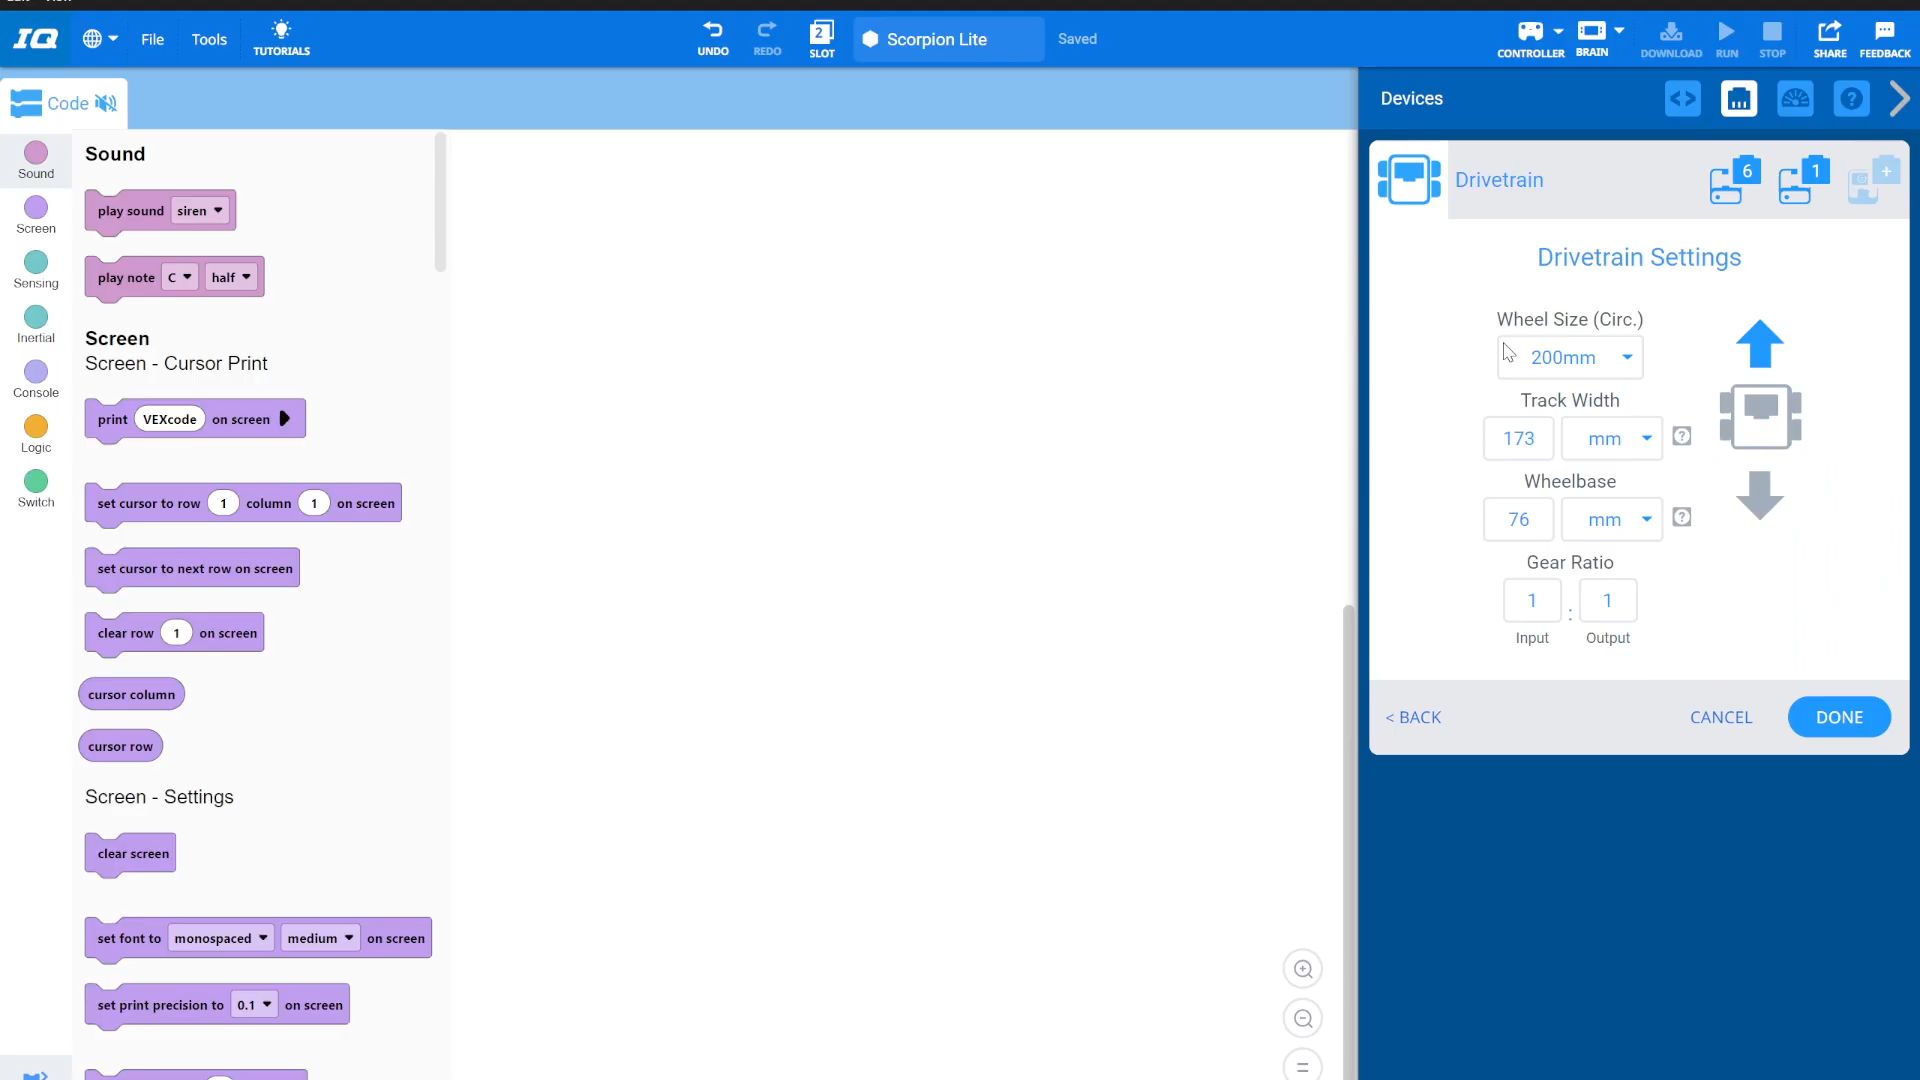 IQ
File
Tools
TUTORIALS
UNDO
REDO
2
SLOT
Scorpion Lite
Saved
CONTROLLER
BRAIN
DOWNLOAD
RUN
STOP
SHARE
FEEDBACK
Code
Devices
Sound
Screen
Sensing
Inertial
Console
Logic
Switch
Sound
play sound siren
play note C half
Screen
Screen - Cursor Print
print VEXcode on screen
set cursor to row 1 column 1 on screen
set cursor to next row on screen
clear row 1 on screen
cursor column
cursor row
Screen - Settings
clear screen
set font to monospaced medium on screen
set print precision to 0.1 on screen
Drivetrain
6
1
+
Drivetrain Settings
Wheel Size (Circ.)
200mm
Track Width
173 mm ?
Wheelbase
76 mm ?
Gear Ratio
1 : 1
Input Output
< BACK
CANCEL
DONE